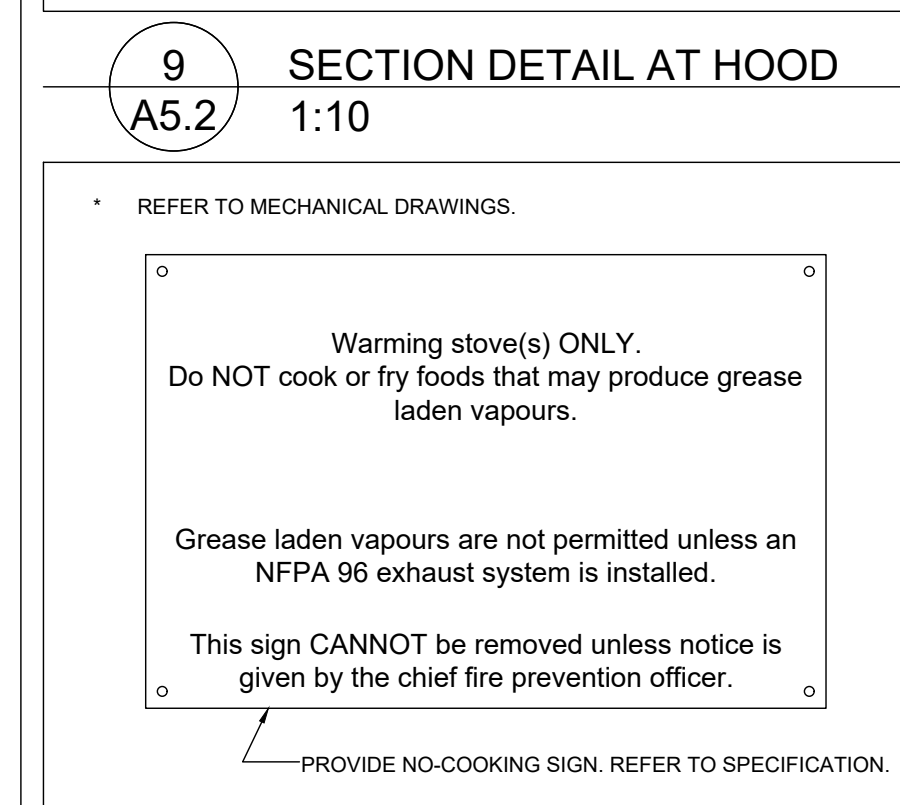 9
SECTION DETAIL AT HOOD
A5.2
1:10
* REFER TO MECHANICAL DRAWINGS.
Warming stove(s) ONLY.
Do NOT cook or fry foods that may produce grease
laden vapours.
Grease laden vapours are not permitted unless an
NFPA 96 exhaust system is installed.
This sign CANNOT be removed unless notice is
given by the chief fire prevention officer.
PROVIDE NO-COOKING SIGN. REFER TO SPECIFICATION.